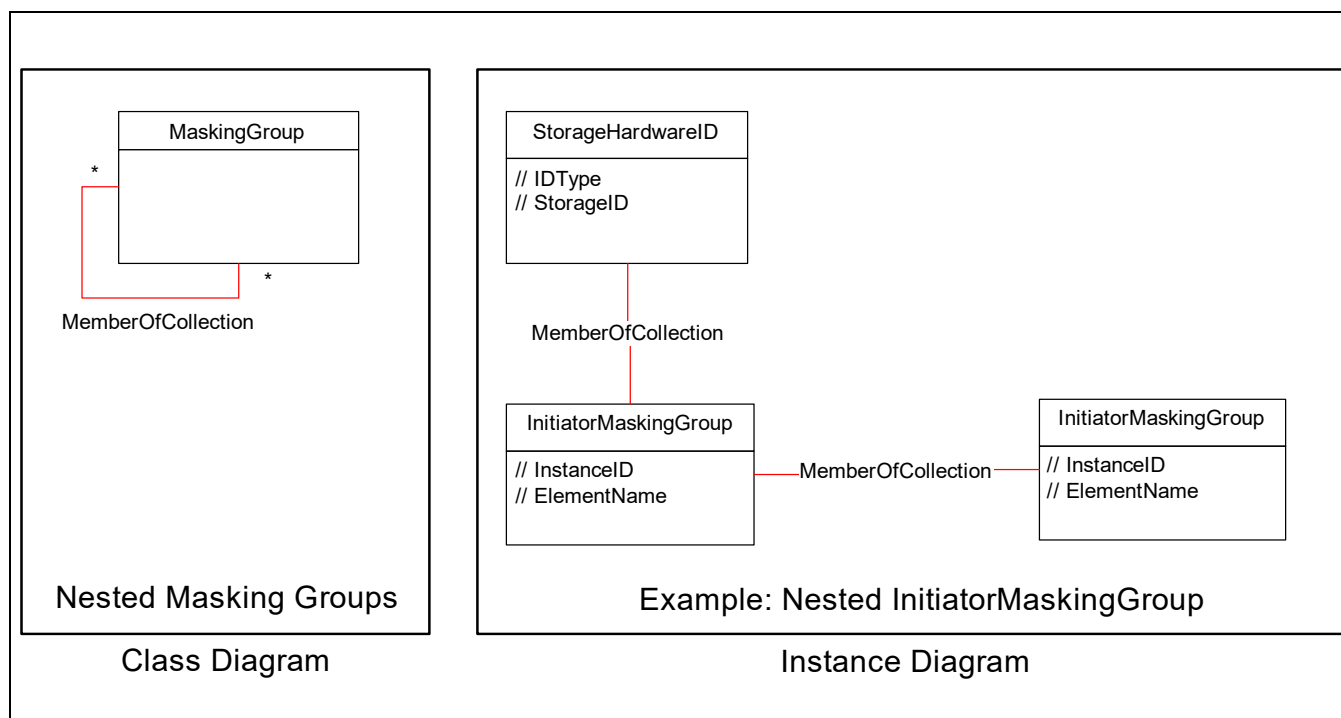 MaskingGroup
*
*
MemberOfCollection
Nested Masking Groups
Class Diagram
StorageHardwareID
// IDType
// StorageID
MemberOfCollection
InitiatorMaskingGroup
// InstanceID
// ElementName
MemberOfCollection
InitiatorMaskingGroup
// InstanceID
// ElementName
Example: Nested InitiatorMaskingGroup
Instance Diagram